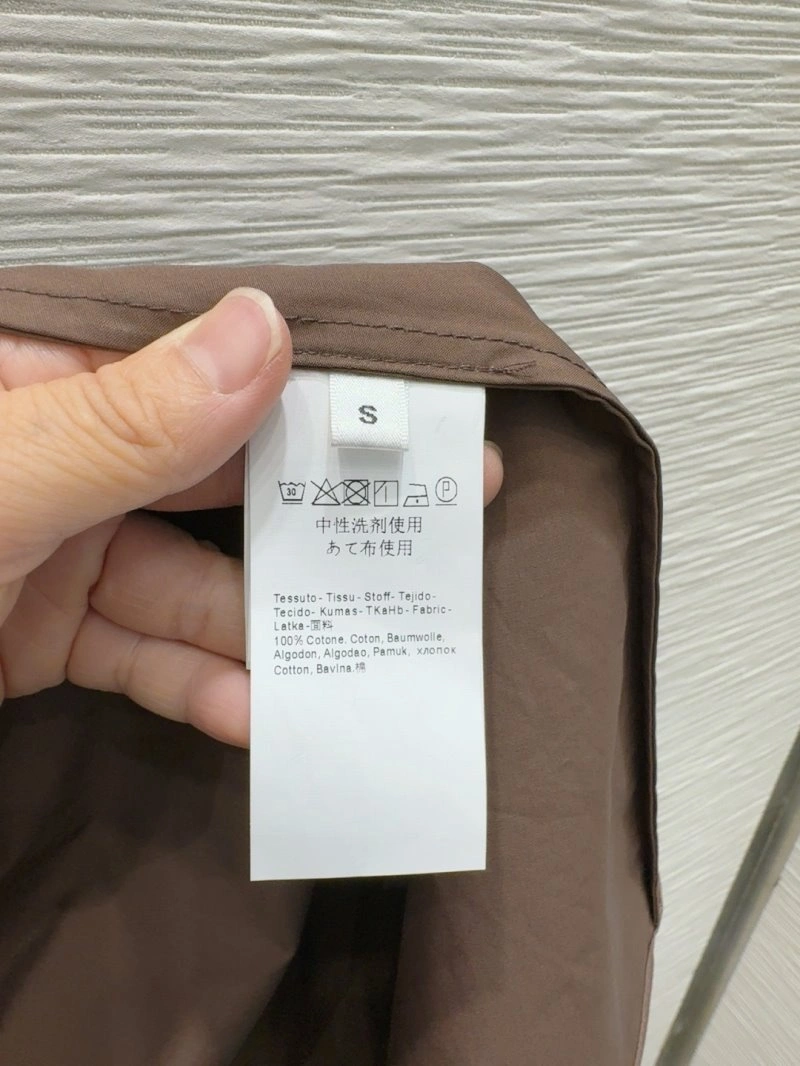 S
30 P
中性洗剤使用
あて布使用
Tessuto- Tissu- Stoff- Tejido-
Tecido- Kumas- TKaHb- Fabric-
Latka-面料
100% Cotone. Coton, Baumwolle,
Algodon, Algodao, Pamuk, хлопок
Cotton, Bavlna.棉